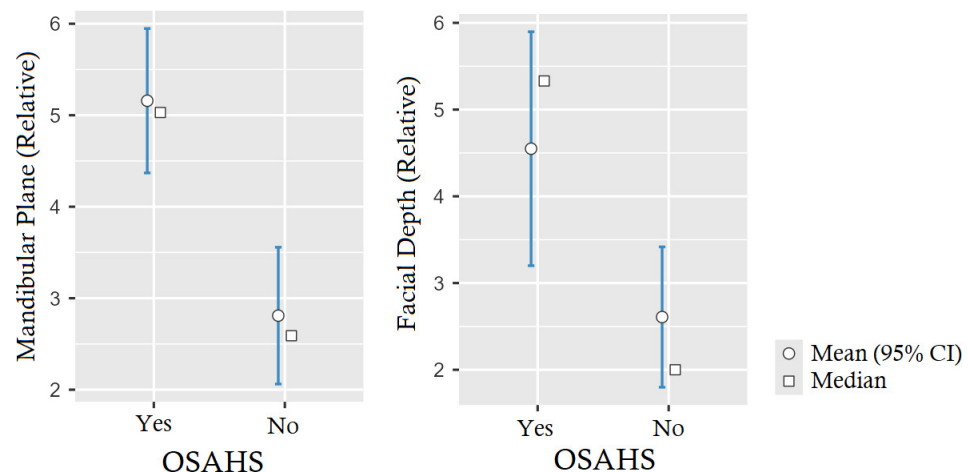 Mandibular Plane (Relative)
6
5
4
3
2
Yes
No
OSAHS
Facial Depth (Relative)
6
5
4
3
2
Yes
No
OSAHS
Mean (95% CI)
Median